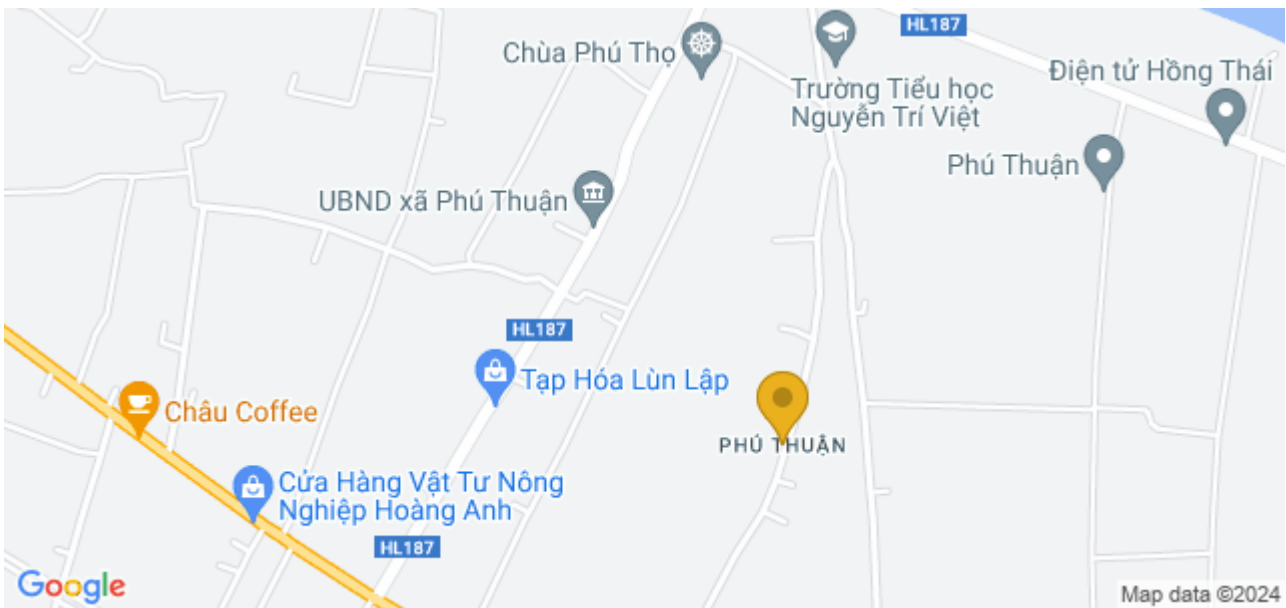 HL187
Chùa Phú Thọ
Trường Tiểu học
Nguyễn Trí Việt
Điện tử Hồng Thái
Phú Thuận
UBND xã Phú Thuận
HL187
Tạp Hóa Lùn Lập
Châu Coffee
PHÚ THUẬN
Cửa Hàng Vật Tư Nông
Nghiệp Hoàng Anh
HL187
Google
Map data ©2024